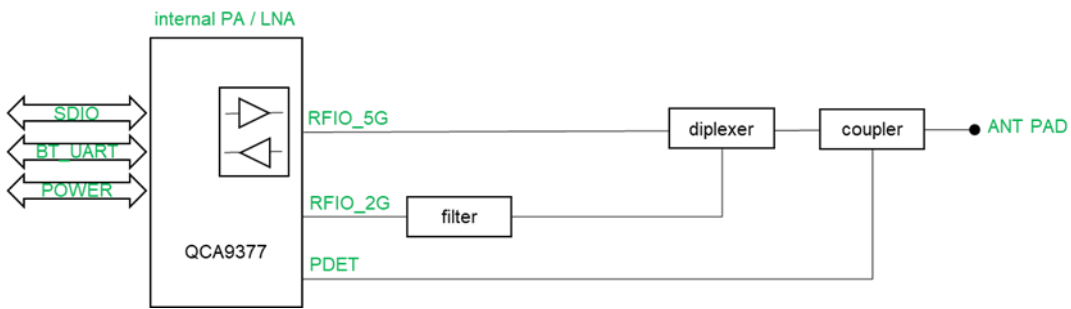 internal PA / LNA
SDIO
BT_UART
POWER
RFIO_5G
RFIO_2G
PDET
QCA9377
filter
diplexer
coupler
ANT PAD